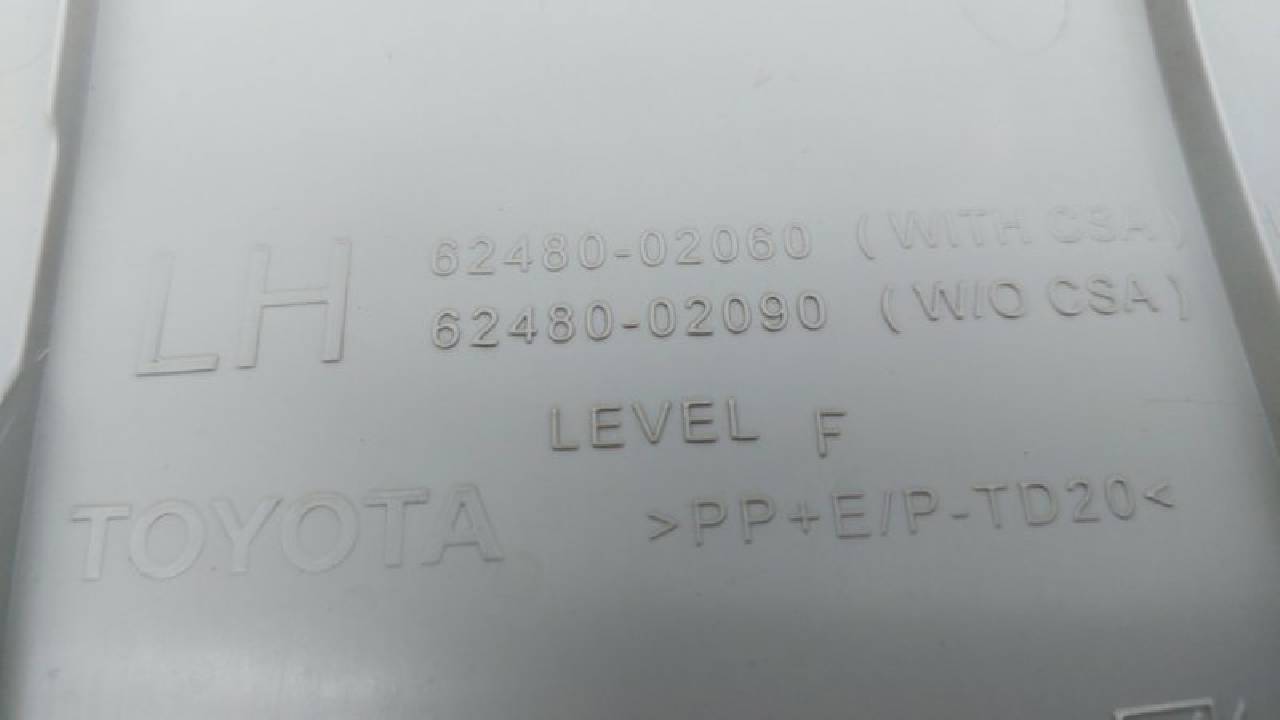 LH
62480-02060 (WITH CSA)
62480-02090 (W/O CSA)
LEVEL F
TOYOTA
>PP+E/P-TD20<